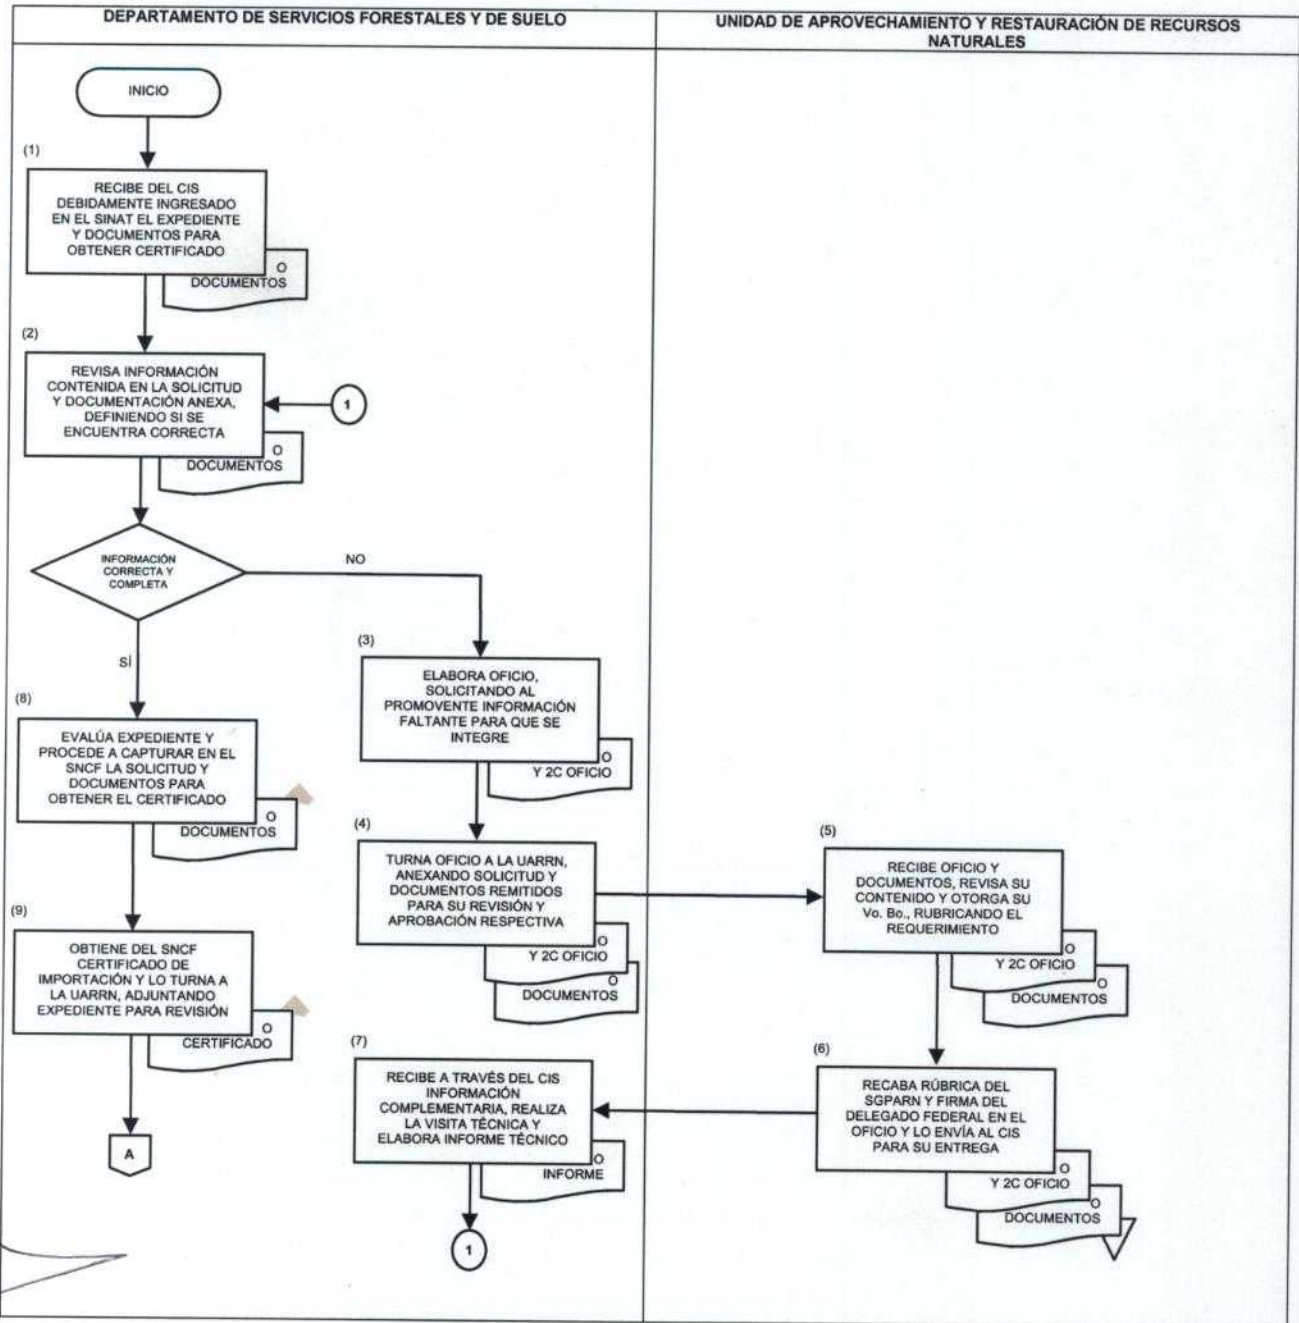 DEPARTAMENTO DE SERVICIOS FORESTALES Y DE SUELO
UNIDAD DE APROVECHAMIENTO Y RESTAURACIÓN DE RECURSOS
NATURALES
INICIO
(1)
RECIBE DEL CIS
DEBIDAMENTE INGRESADO
EN EL SINAT EL EXPEDIENTE
Y DOCUMENTOS PARA
OBTENER CERTIFICADO
O
DOCUMENTOS
(2)
REVISA INFORMACIÓN
CONTENIDA EN LA SOLICITUD
Y DOCUMENTACIÓN ANEXA,
DEFINIENDO SI SE
ENCUENTRA CORRECTA
1
O
DOCUMENTOS
INFORMACIÓN
CORRECTA Y
COMPLETA
NO
SÍ
(3)
ELABORA OFICIO,
SOLICITANDO AL
PROMOVENTE INFORMACIÓN
FALTANTE PARA QUE SE
INTEGRE
O
Y 2C OFICIO
(8)
EVALÚA EXPEDIENTE Y
PROCEDE A CAPTURAR EN EL
SNCF LA SOLICITUD Y
DOCUMENTOS PARA
OBTENER EL CERTIFICADO
O
DOCUMENTOS
(4)
TURNA OFICIO A LA UARRN,
ANEXANDO SOLICITUD Y
DOCUMENTOS REMITIDOS
PARA SU REVISIÓN Y
APROBACIÓN RESPECTIVA
O
Y 2C OFICIO
O
DOCUMENTOS
(5)
RECIBE OFICIO Y
DOCUMENTOS, REVISA SU
CONTENIDO Y OTORGA SU
Vo. Bo., RUBRICANDO EL
REQUERIMIENTO
O
Y 2C OFICIO
O
DOCUMENTOS
(9)
OBTIENE DEL SNCF
CERTIFICADO DE
IMPORTACIÓN Y LO TURNA A
LA UARRN, ADJUNTANDO
EXPEDIENTE PARA REVISIÓN
O
CERTIFICADO
A
(7)
RECIBE A TRAVÉS DEL CIS
INFORMACIÓN
COMPLEMENTARIA, REALIZA
LA VISITA TÉCNICA Y
ELABORA INFORME TÉCNICO
O
INFORME
1
(6)
RECABA RÚBRICA DEL
SGPARN Y FIRMA DEL
DELEGADO FEDERAL EN EL
OFICIO Y LO ENVÍA AL CIS
PARA SU ENTREGA
O
Y 2C OFICIO
O
DOCUMENTOS